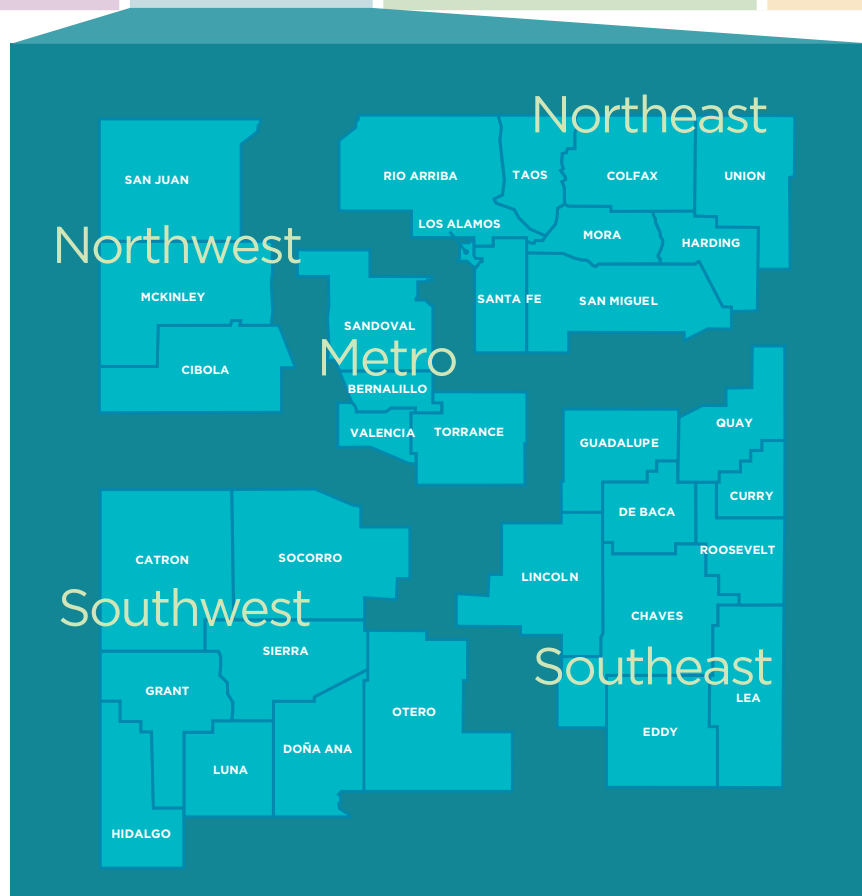 Northeast
SAN JUAN
RIO ARRIBA
TAOS
COLFAX
UNION
LOS ALAMOS
MORA
HARDING
Northwest
MCKINLEY
SANTA FE
SAN MIGUEL
SANDOVAL
Metro
CIBOLA
BERNALILLO
VALENCIA
TORRANCE
QUAY
GUADALUPE
CURRY
DE BACA
ROOSEVELT
CATRON
SOCORRO
LINCOLN
Southwest
CHAVES
SIERRA
Southeast
GRANT
LEA
OTERO
EDDY
DOÑA ANA
LUNA
HIDALGO